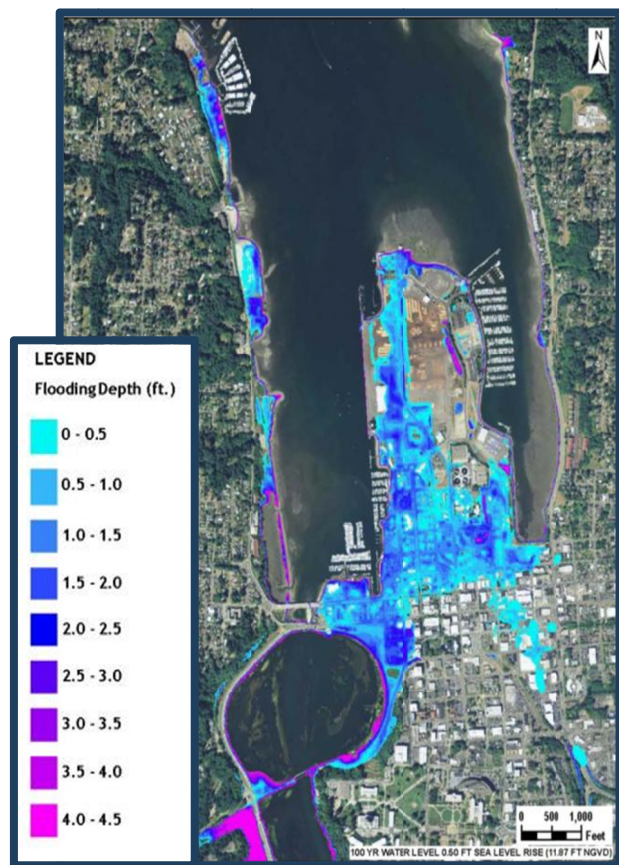 N
LEGEND
Flooding Depth (ft.)
0 - 0.5
0.5 - 1.0
1.0 - 1.5
1.5 - 2.0
2.0 - 2.5
2.5 - 3.0
3.0 - 3.5
3.5 - 4.0
4.0 - 4.5
0 500 1,000
Feet
100 YR WATER LEVEL 0.50 FT SEA LEVEL RISE (11.87 FT NGVD)